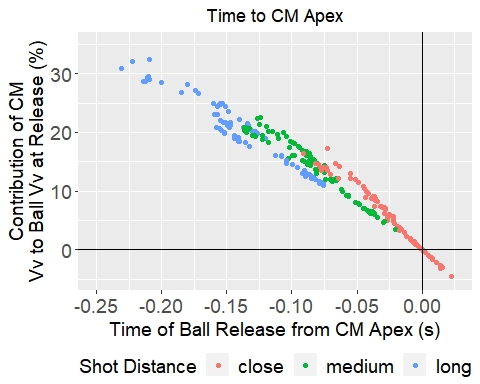 Time to CM Apex
Contribution of CM
Vv to Ball Vv at Release (%)
30
20
10
0
-0.25
-0.20
-0.15
-0.10
-0.05
0.00
Time of Ball Release from CM Apex (s)
Shot Distance
close
medium
long